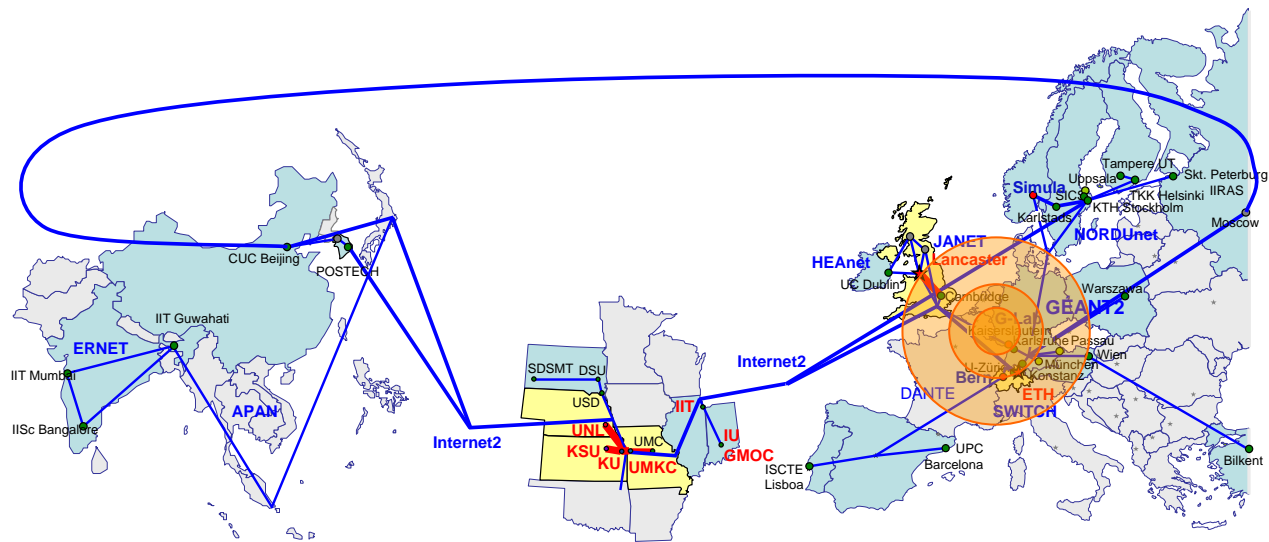 CUC Beijing
POSTECH
IIT Guwahati
ERNET
IIT Mumbai
APAN
IISc Bangalore
Internet2
SDSMT
DSU
USD
UNL
UMC
KSU
KU
UMKC
IIT
IU
GMOC
Internet2
Tampere UT
Skt. Peterburg
IIRAS
Uppsala
Simula
SICS
TKK Helsinki
KTH Stockholm
Karlstads
Moscow
NORDUnet
JANET
Lancaster
HEAnet
UC Dublin
Cambridge
Warszawa
GÉANT2
G-Lab
Kaiserslautern
Karlsruhe
Passau
Wien
München
U-Zürich
Konstanz
Bern
ETH
DANTE
SWITCH
UPC
Barcelona
ISCTE
Lisboa
Bilkent